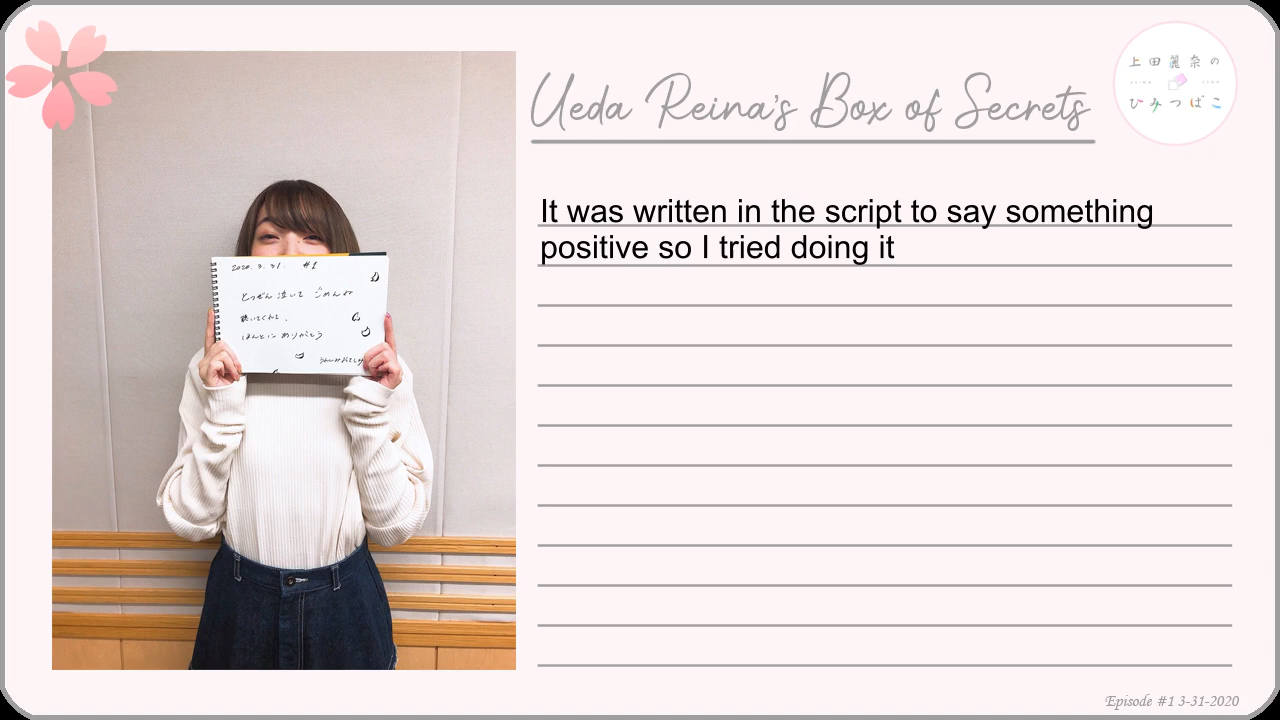 Ueda Reina's Box of Secrets
上田麗奈の
ひみつばこ
It was written in the script to say something
positive so I tried doing it
2020. 3. 31. #1
とつぜん 泣いて ごめんね
聴いてくれて、
ほんとに ありがとう
Episode #1 3-31-2020